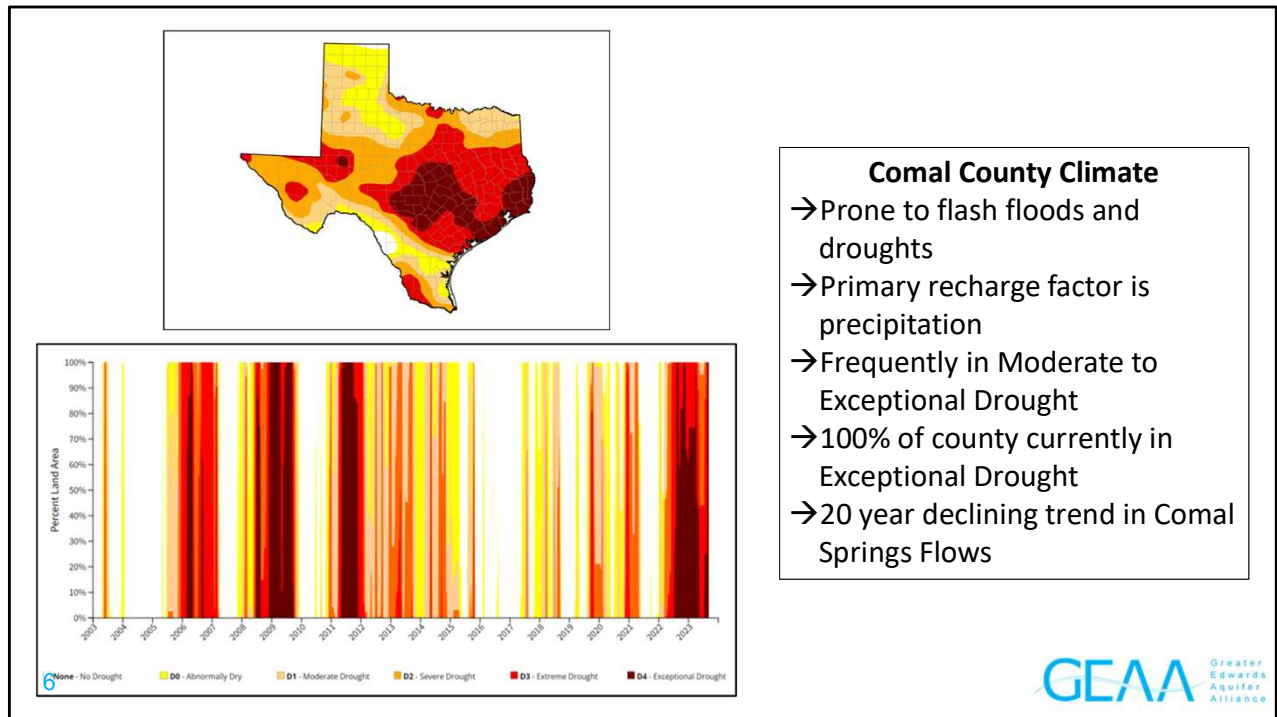 Comal County Climate
→Prone to flash floods and
droughts
→Primary recharge factor is
precipitation
→Frequently in Moderate to
Exceptional Drought
→100% of county currently in
Exceptional Drought
→20 year declining trend in Comal
Springs Flows
Percent Land Area
100%
90%
80%
70%
60%
50%
40%
30%
20%
10%
0%
2003 2004 2005 2006 2007 2008 2009 2010 2011 2012 2013 2014 2015 2016 2017 2018 2019 2020 2021 2022 2023
None - No Drought D0 - Abnormally Dry D1 - Moderate Drought D2 - Severe Drought D3 - Extreme Drought D4 - Exceptional Drought
6
GEAA
Greater
Edwards
Aquifer
Alliance